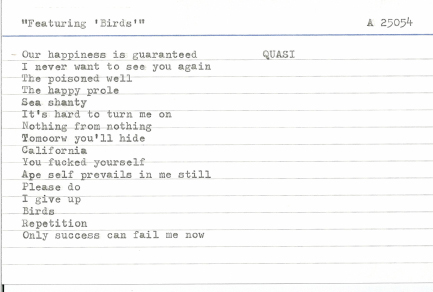 "Featuring 'Birds'" A 25054
- Our happiness is guaranteed QUASI
I never want to see you again
The poisoned well
The happy prole
Sea shanty
It's hard to turn me on
Nothing from nothing
Tomoorw you'll hide
California
You fucked yourself
Ape self prevails in me still
Please do
I give up
Birds
Repetition
Only success can fail me now